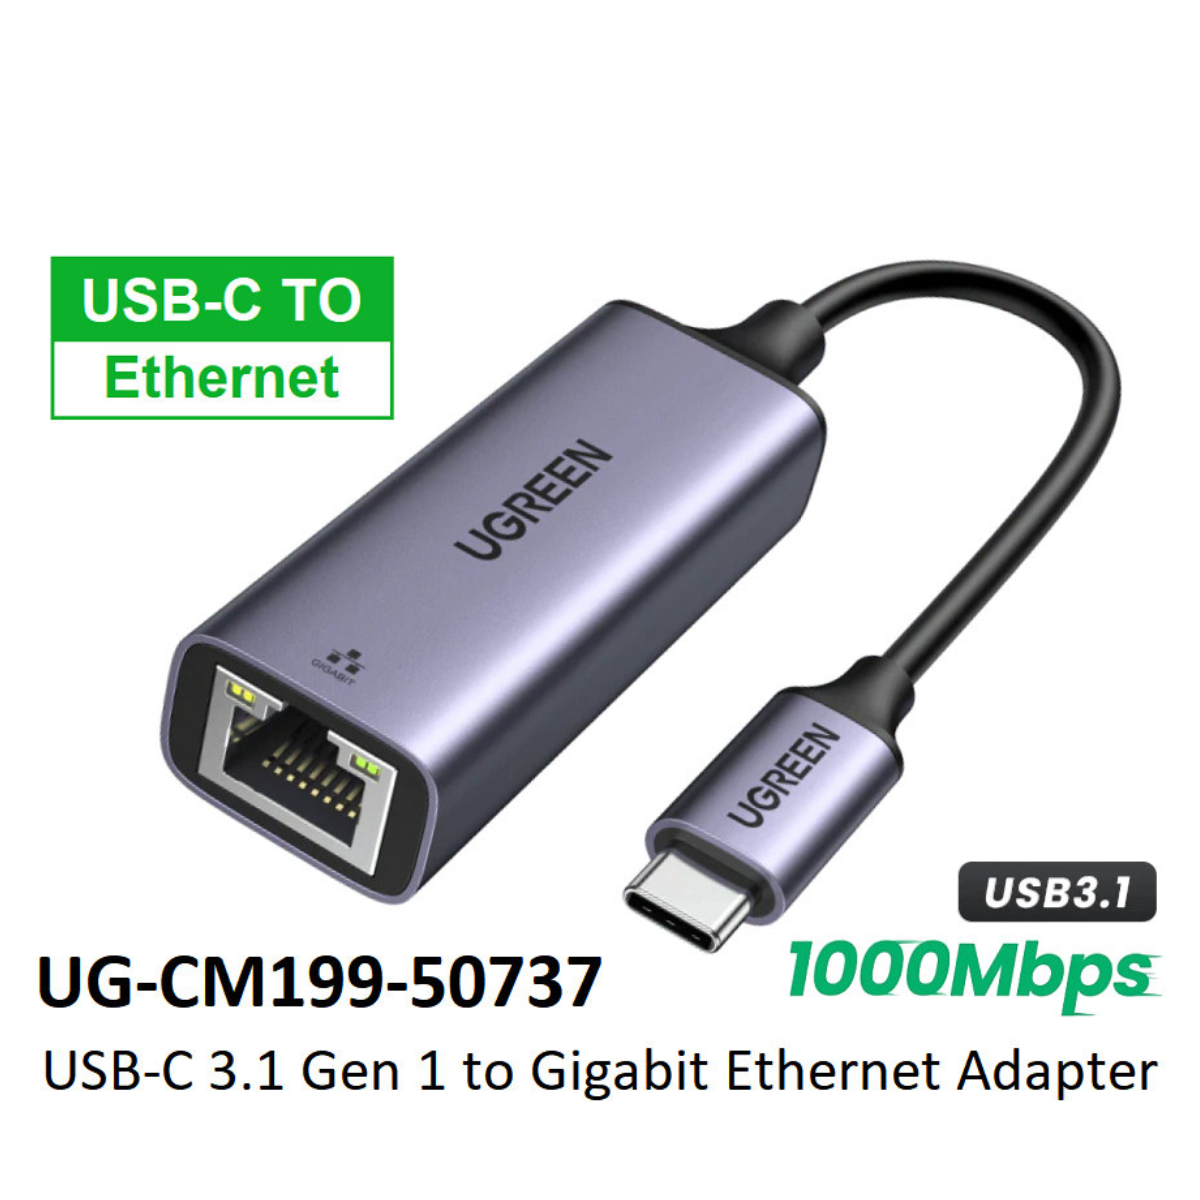 USB-C TO
Ethernet
UGREEN
GIGABIT
UGREEN
USB3.1
1000Mbps
UG-CM199-50737
USB-C 3.1 Gen 1 to Gigabit Ethernet Adapter